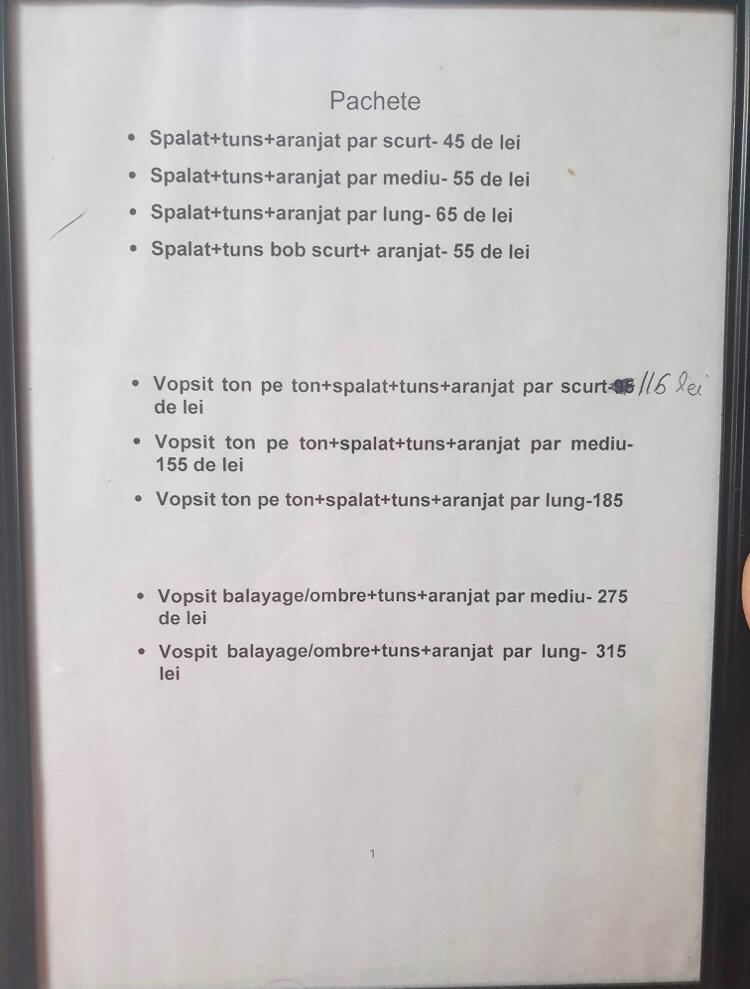 Pachete
• Spalat+tuns+aranjat par scurt- 45 de lei
• Spalat+tuns+aranjat par mediu- 55 de lei
• Spalat+tuns+aranjat par lung- 65 de lei
• Spalat+tuns bob scurt+ aranjat- 55 de lei
• Vopsit ton pe ton+spalat+tuns+aranjat par scurt- 116 lei
de lei
• Vopsit ton pe ton+spalat+tuns+aranjat par mediu-
155 de lei
• Vopsit ton pe ton+spalat+tuns+aranjat par lung-185
• Vopsit balayage/ombre+tuns+aranjat par mediu- 275
de lei
• Vospit balayage/ombre+tuns+aranjat par lung- 315
lei
1